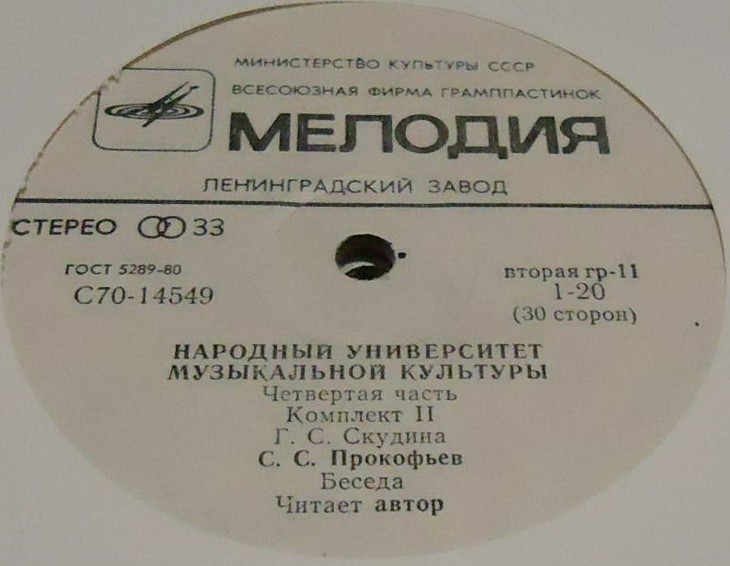 МИНИСТЕРСТВО КУЛЬТУРЫ СССР
ВСЕСОЮЗНАЯ ФИРМА ГРАМПЛАСТИНОК
МЕЛОДИЯ
ЛЕНИНГРАДСКИЙ ЗАВОД
СТЕРЕО 33
ГОСТ 5289-80
С70-14549
вторая гр-11
1-20
(30 сторон)
НАРОДНЫЙ УНИВЕРСИТЕТ
МУЗЫКАЛЬНОЙ КУЛЬТУРЫ
Четвертая часть
Комплект II
Г. С. Скудина
С. С. Прокофьев
Беседа
Читает автор